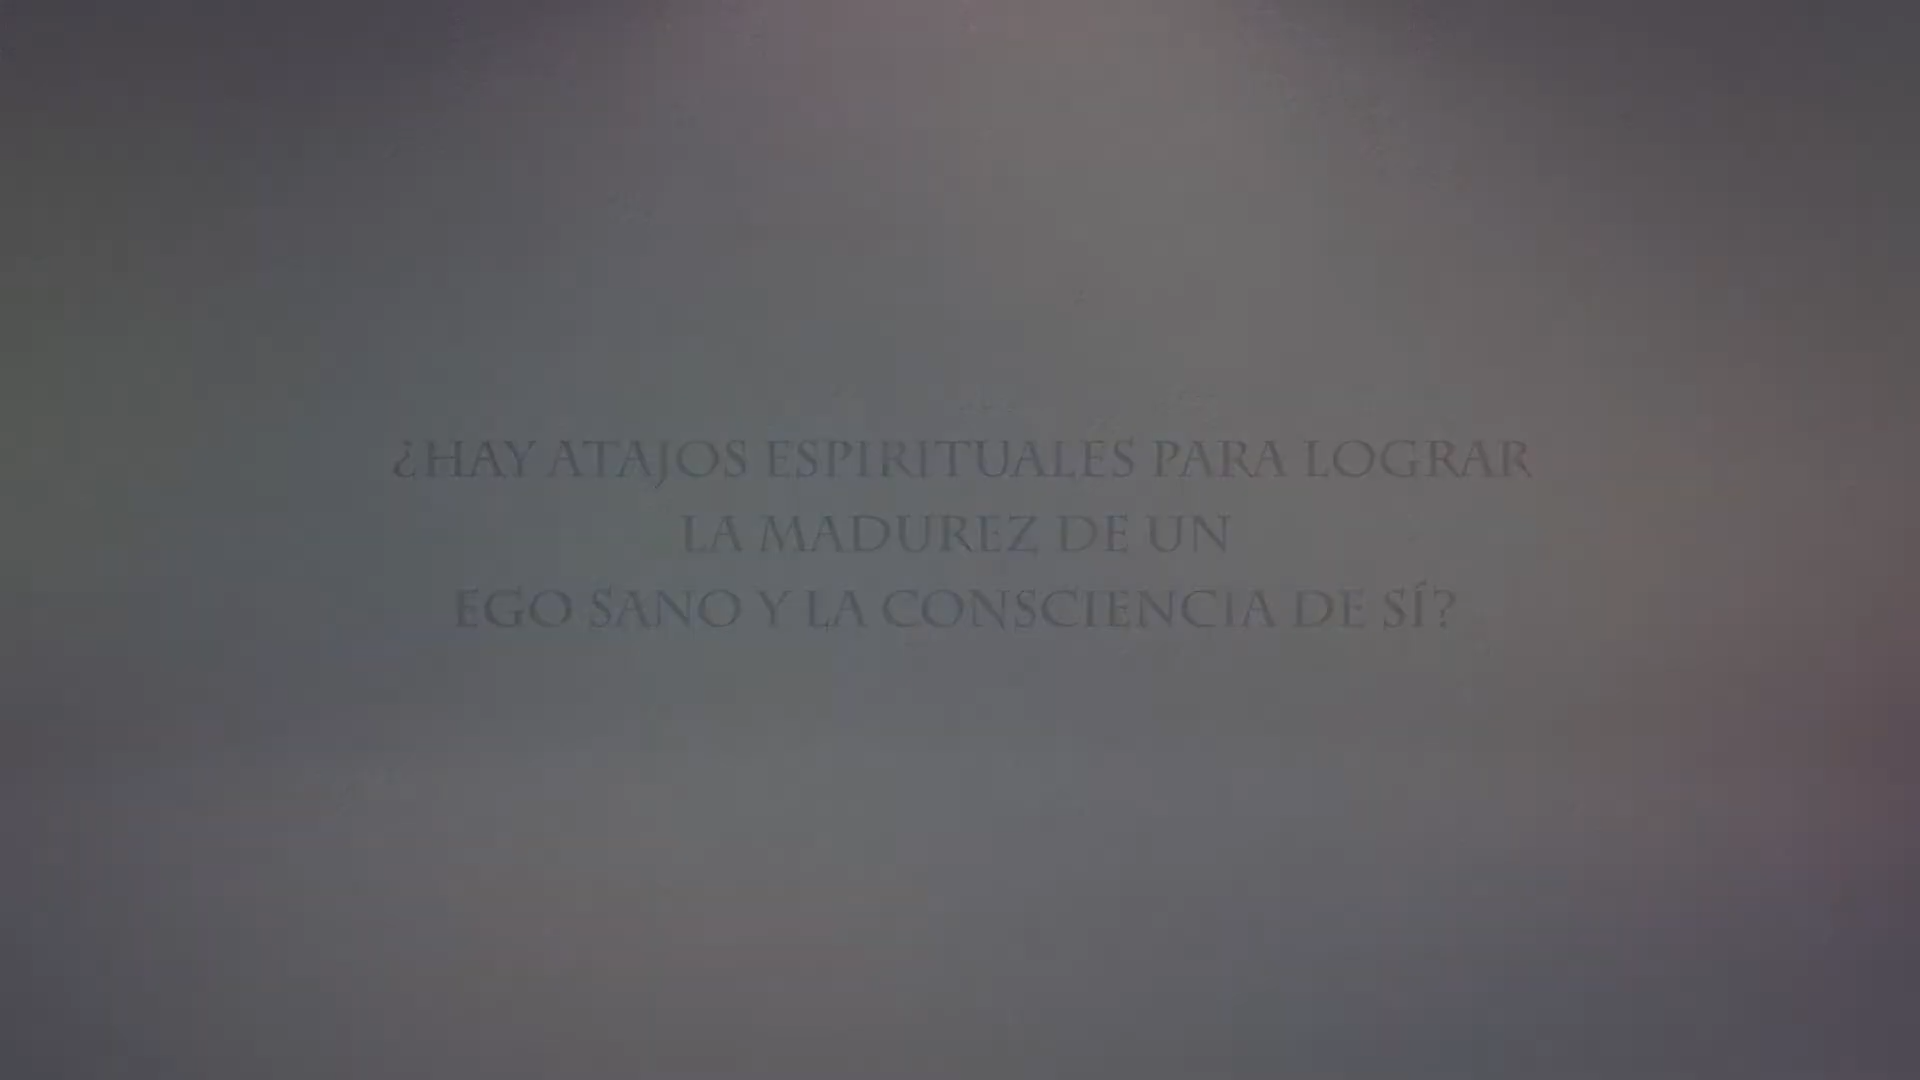 ¿HAY ATAJOS ESPIRITUALES PARA LOGRAR
LA MADUREZ DE UN
EGO SANO Y LA CONSCIENCIA DE SÍ?